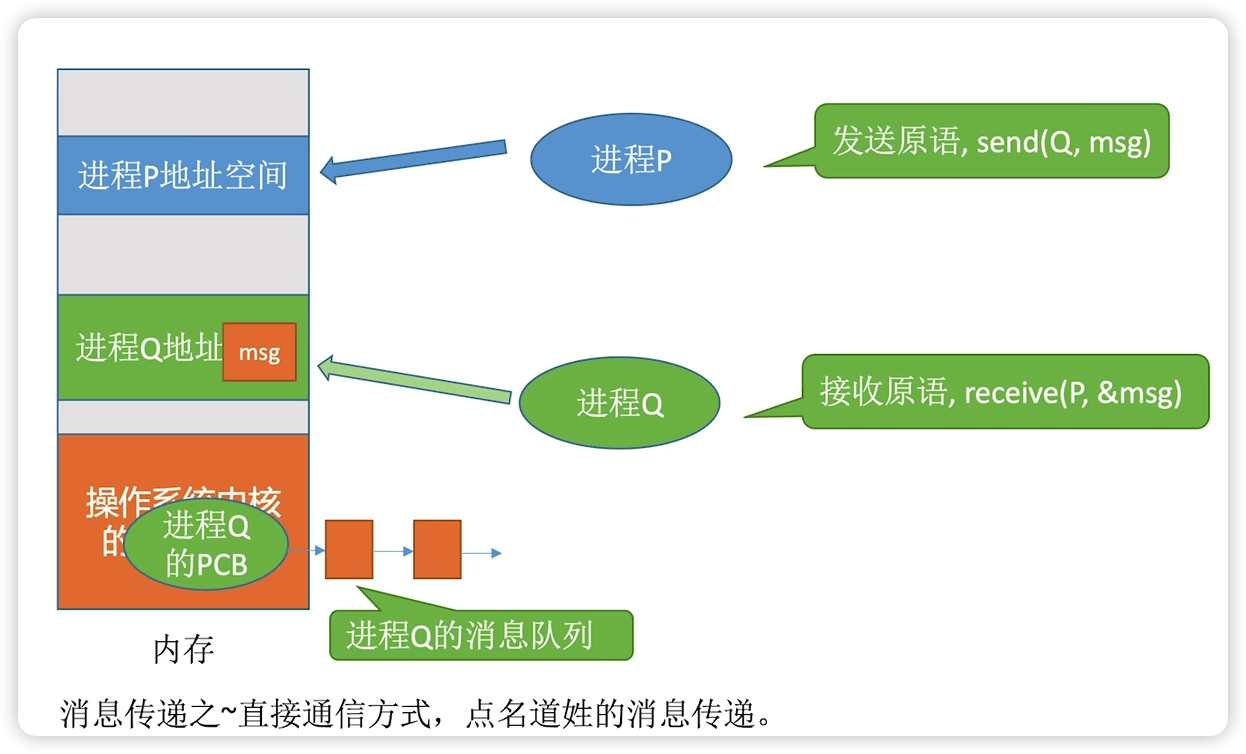 进程P地址空间
进程P
发送原语, send(Q, msg)
进程Q地址
msg
进程Q
接收原语, receive(P, &msg)
操作系统内核
的
进程Q
的PCB
进程Q的消息队列
内存
消息传递之~直接通信方式，点名道姓的消息传递。